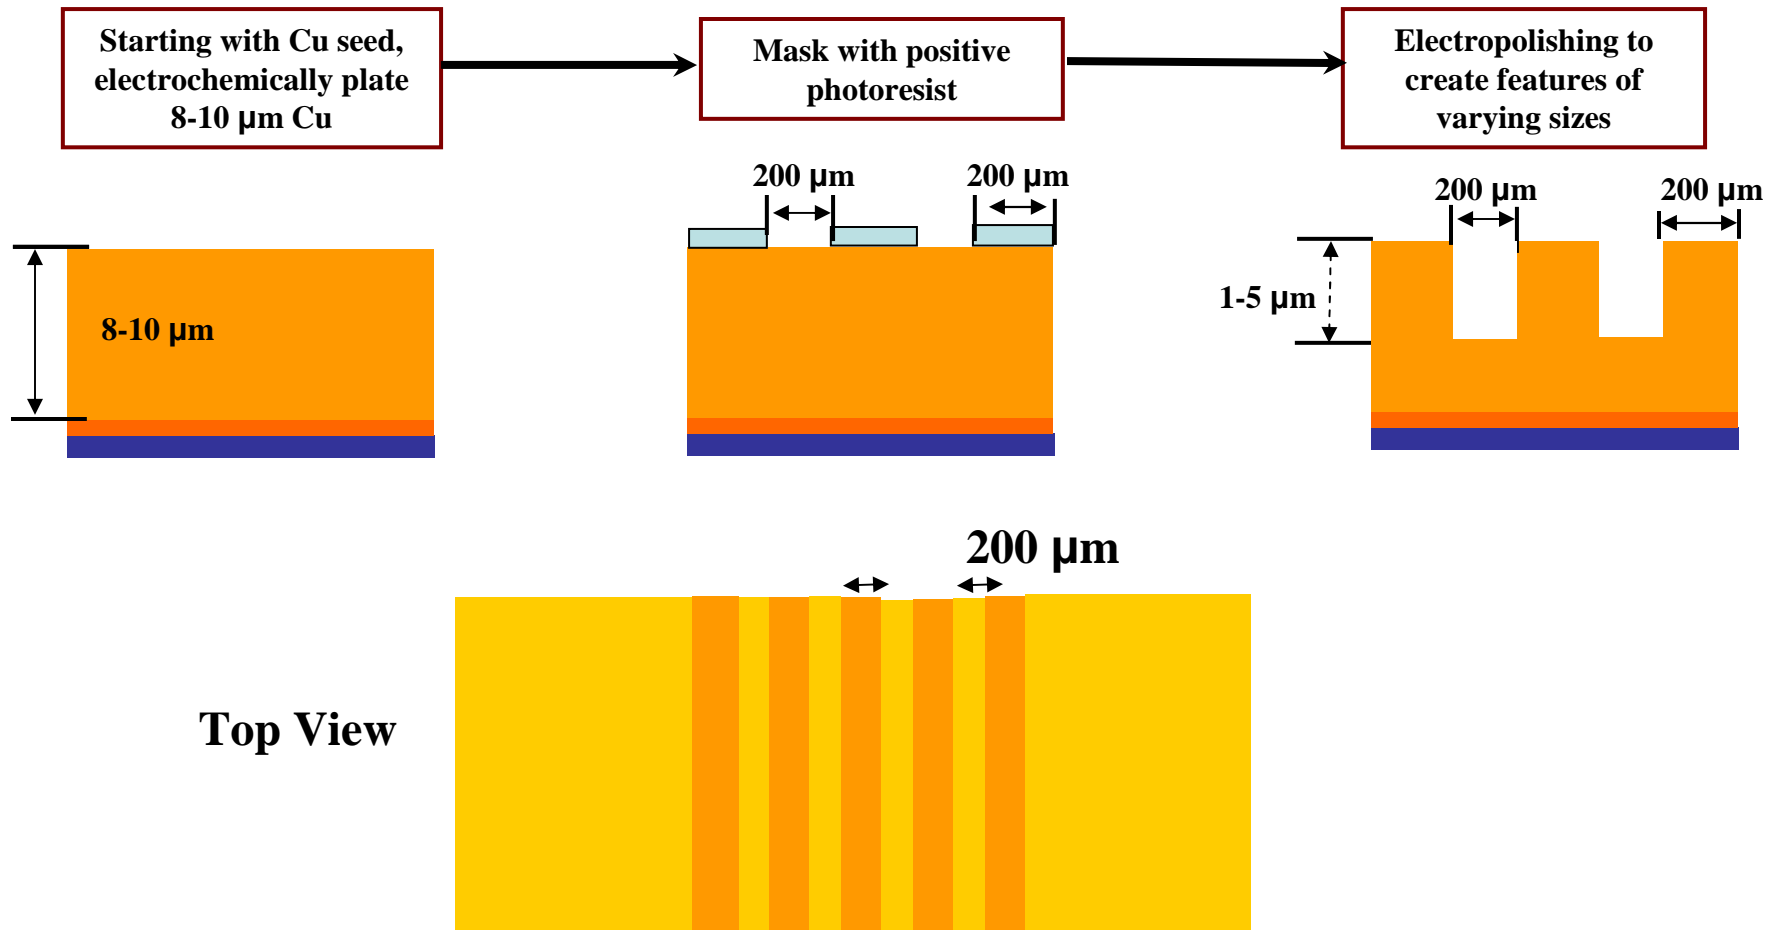 Starting with Cu seed,
electrochemically plate
8-10 µm Cu
Mask with positive
photoresist
Electropolishing to
create features of
varying sizes
200 µm
200 µm
200 µm
200 µm
8-10 µm
1-5 µm
200 µm
Top View